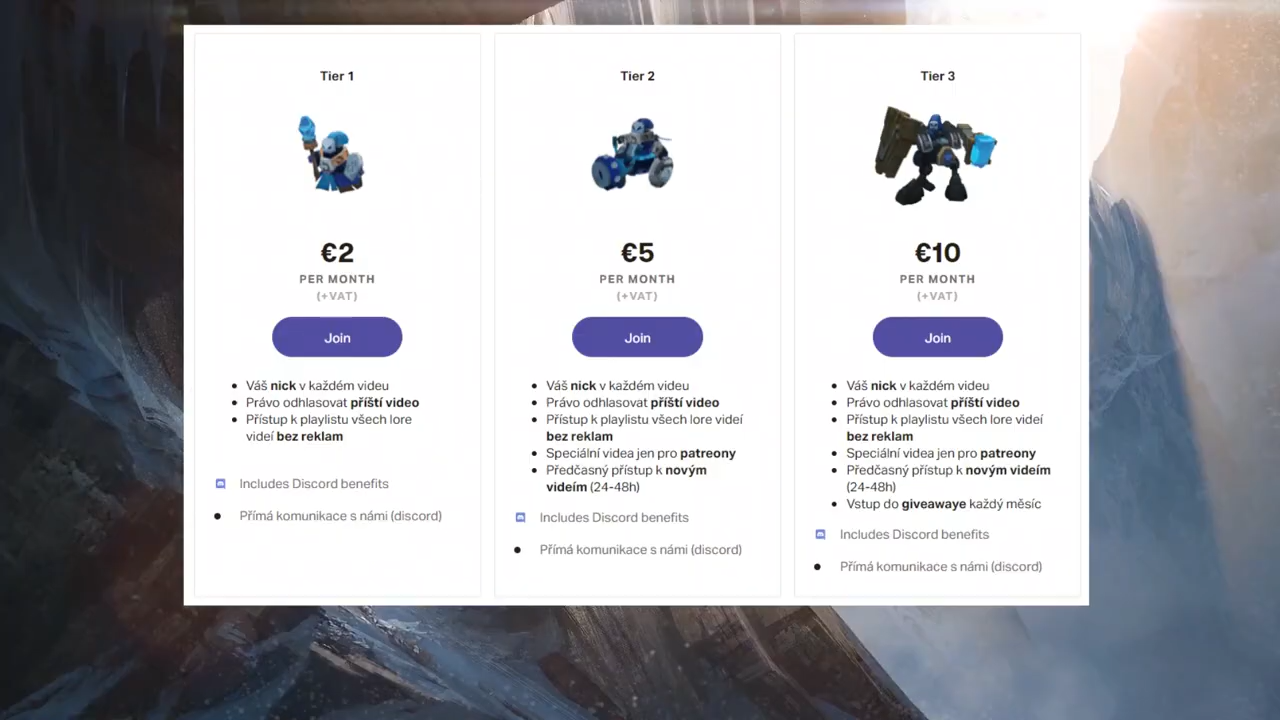 Tier 1
€2
PER MONTH
(+VAT)
Join
Váš nick v každém videu
Právo odhlasovat příští video
Přístup k playlistu všech lore
videí bez reklam
Includes Discord benefits
Přímá komunikace s námi (discord)
Tier 2
€5
PER MONTH
(+VAT)
Join
Váš nick v každém videu
Právo odhlasovat příští video
Přístup k playlistu všech lore videí
bez reklam
Speciální videa jen pro patreony
Předčasný přístup k novým
videím (24-48h)
Includes Discord benefits
Přímá komunikace s námi (discord)
Tier 3
€10
PER MONTH
(+VAT)
Join
Váš nick v každém videu
Právo odhlasovat příští video
Přístup k playlistu všech lore videí
bez reklam
Speciální videa jen pro patreony
Předčasný přístup k novým videím
(24-48h)
Vstup do giveawaye každý měsíc
Includes Discord benefits
Přímá komunikace s námi (discord)